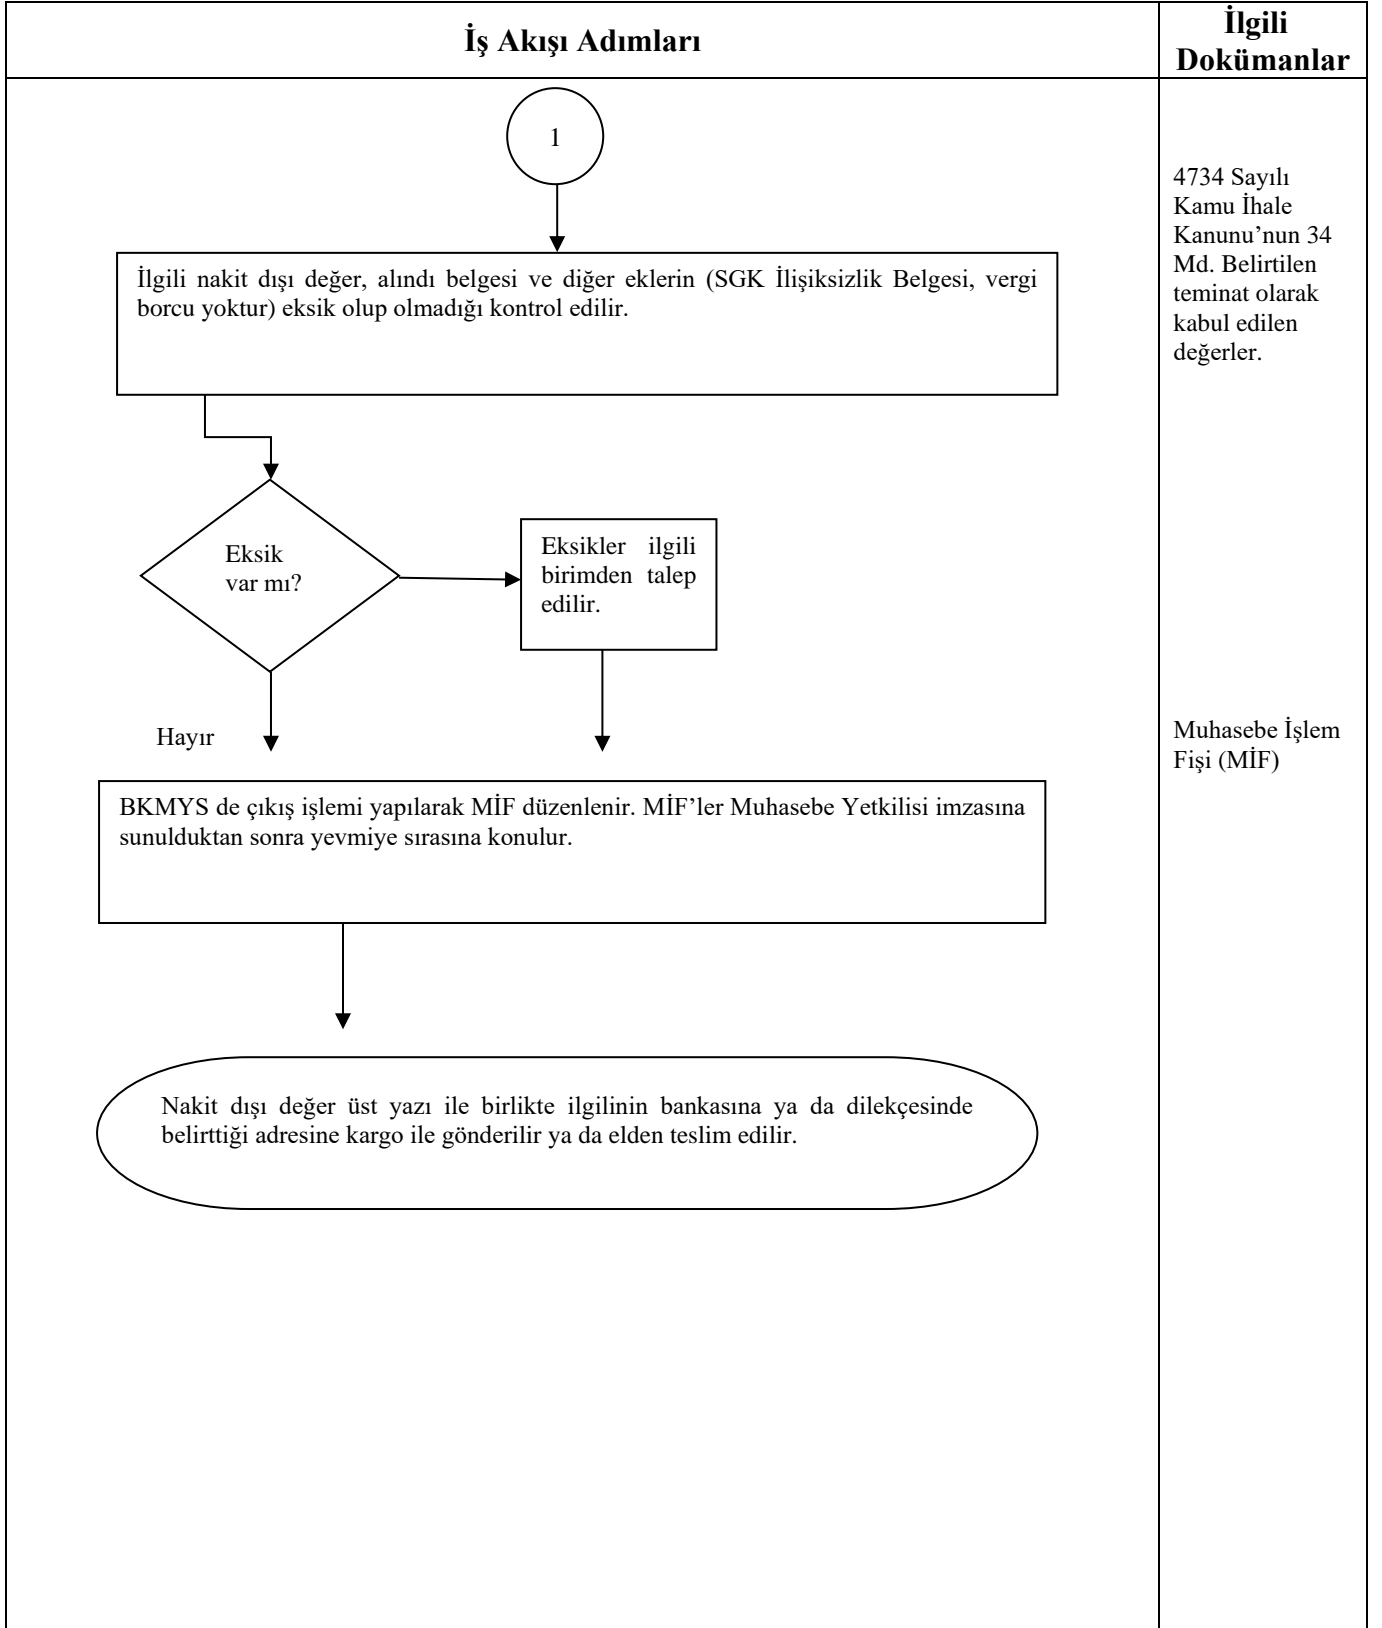 İş Akışı Adımları
İlgili
Dokümanlar
1
İlgili nakit dışı değer, alındı belgesi ve diğer eklerin (SGK İlişiksizlik Belgesi, vergi
borcu yoktur) eksik olup olmadığı kontrol edilir.
Eksik
var mı?
Eksikler ilgili
birimden talep
edilir.
Hayır
BKMYS de çıkış işlemi yapılarak MİF düzenlenir. MİF’ler Muhasebe Yetkilisi imzasına
sunulduktan sonra yevmiye sırasına konulur.
Nakit dışı değer üst yazı ile birlikte ilgilinin bankasına ya da dilekçesinde
belirttiği adresine kargo ile gönderilir ya da elden teslim edilir.
4734 Sayılı
Kamu İhale
Kanunu’nun 34
Md. Belirtilen
teminat olarak
kabul edilen
değerler.
Muhasebe İşlem
Fişi (MİF)